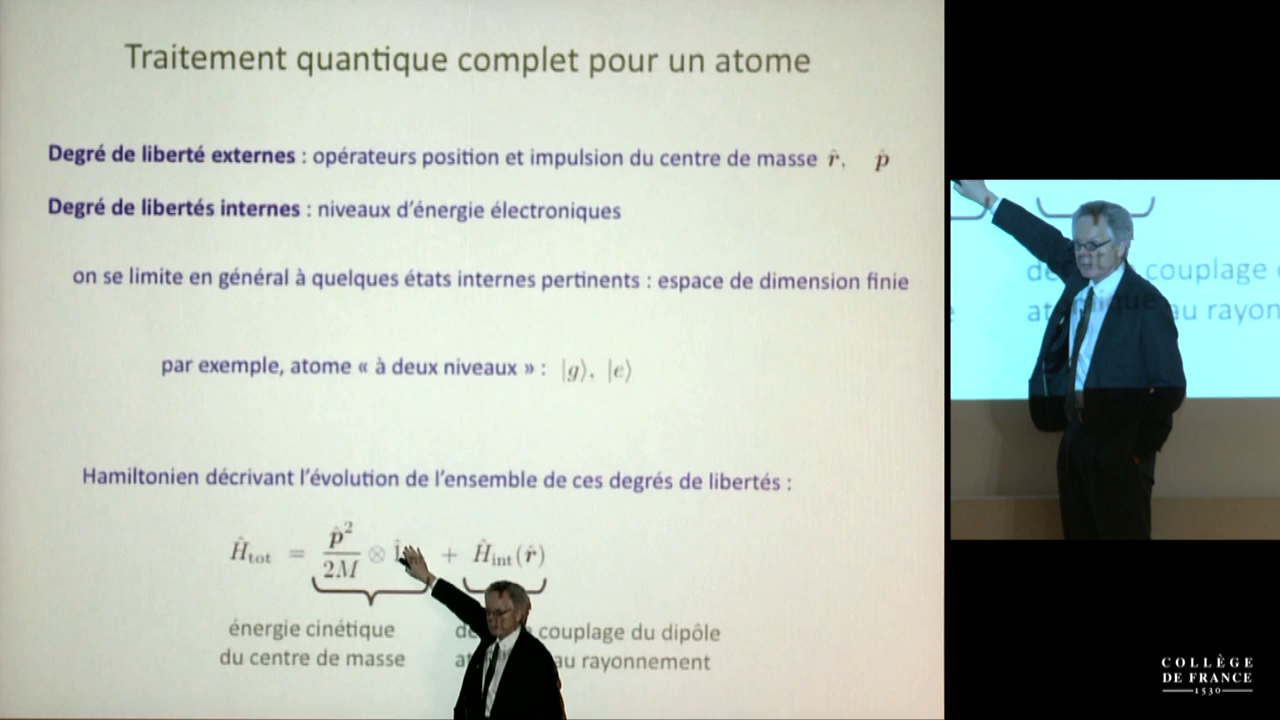 Traitement quantique complet pour un atome
Degré de liberté externes : opérateurs position et impulsion du centre de masse r̂, p̂
Degré de libertés internes : niveaux d'énergie électroniques
on se limite en général à quelques états internes pertinents : espace de dimension finie
par exemple, atome « à deux niveaux » : |g⟩, |e⟩
Hamiltonien décrivant l'évolution de l'ensemble de ces degrés de libertés :
Ĥtot = p̂²/2M ⊗ + Ĥint(r̂)
énergie cinétique
du centre de masse
couplage du dipôle
au rayonnement
couplage
atomique au rayon
COLLÈGE
DE FRANCE
1530